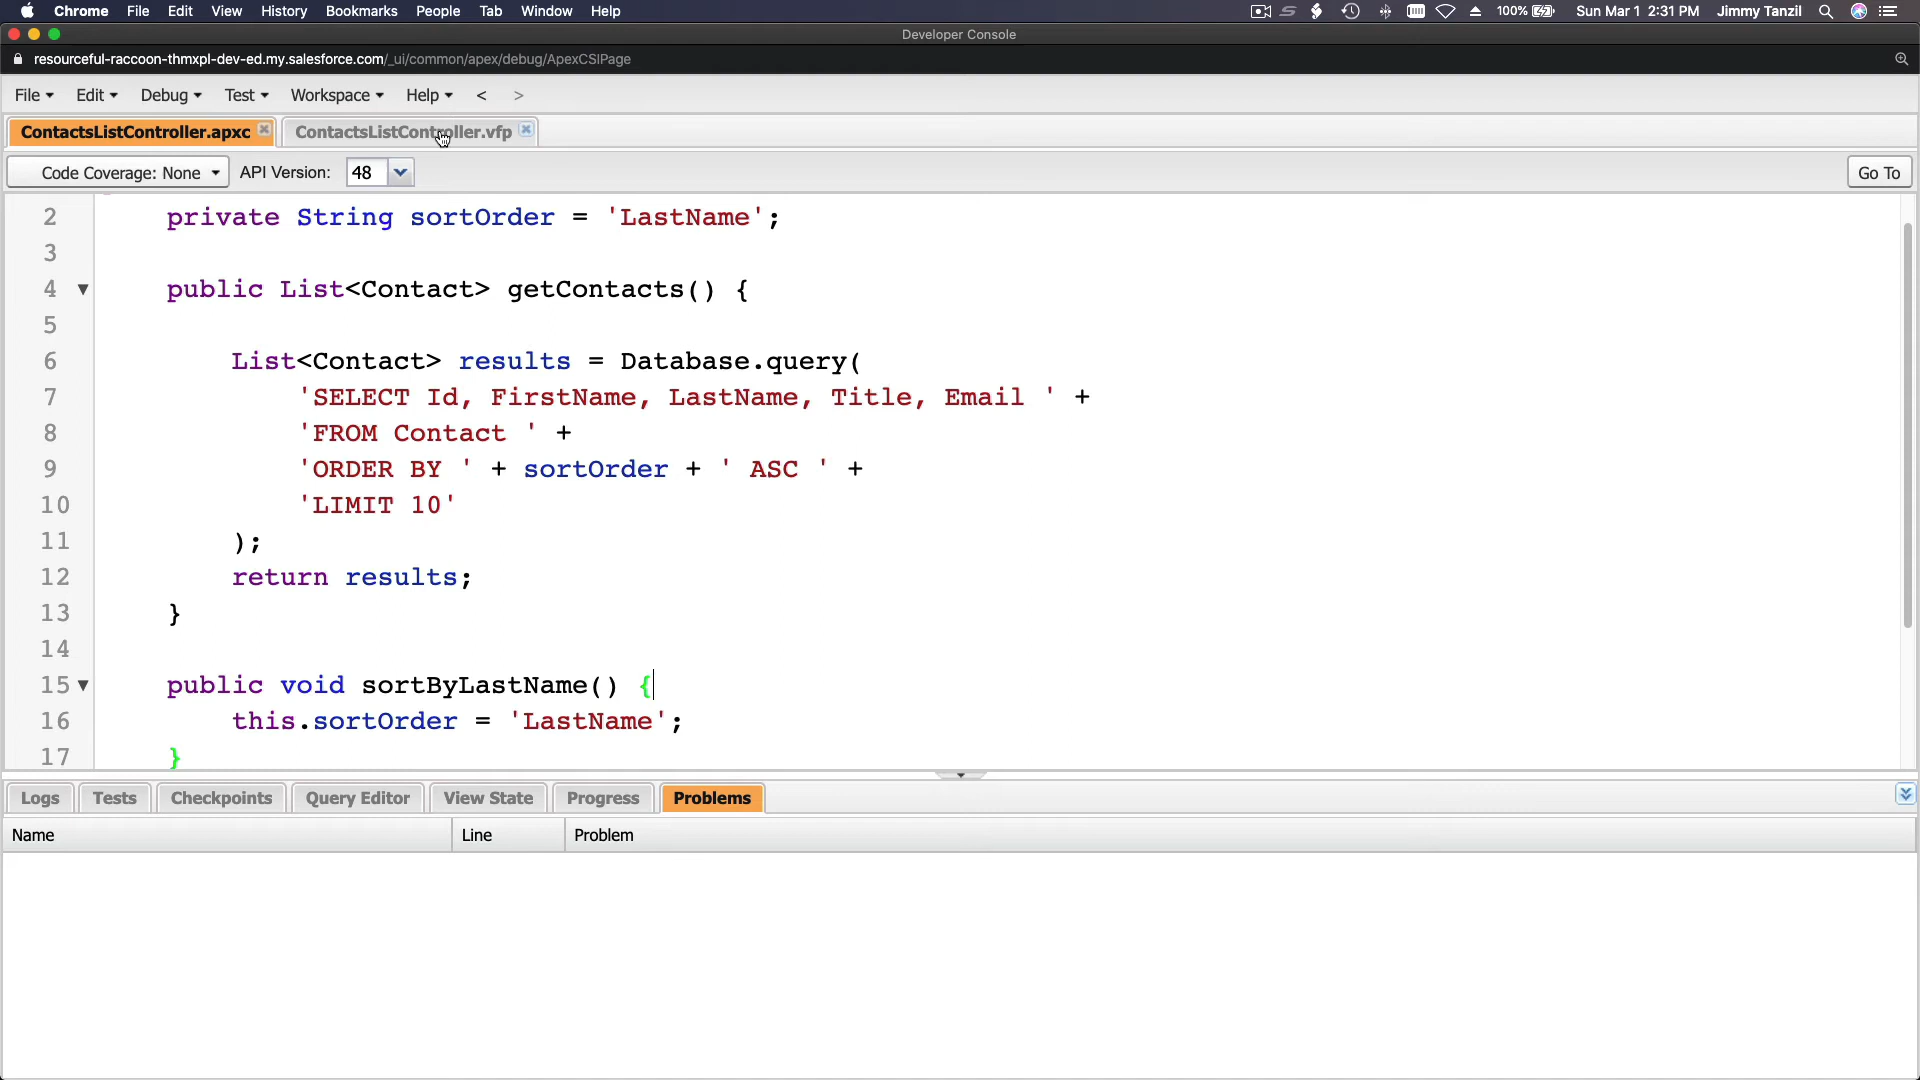 Chrome File Edit View History Bookmarks People Tab Window Help 100% Sun Mar 1 2:31 PM Jimmy Tanzil
Developer Console
resourceful-raccoon-thmxpl-dev-ed.my.salesforce.com/_ui/common/apex/debug/ApexCSIPage
File Edit Debug Test Workspace Help < >
ContactsListController.apxc ContactsListController.vfp
Code Coverage: None API Version: 48 Go To
2 private String sortOrder = 'LastName';
3
4 public List<Contact> getContacts() {
5
6 List<Contact> results = Database.query(
7 'SELECT Id, FirstName, LastName, Title, Email ' +
8 'FROM Contact ' +
9 'ORDER BY ' + sortOrder + ' ASC ' +
10 'LIMIT 10'
11 );
12 return results;
13 }
14
15 public void sortByLastName() {
16 this.sortOrder = 'LastName';
17 }
Logs Tests Checkpoints Query Editor View State Progress Problems
Name Line Problem